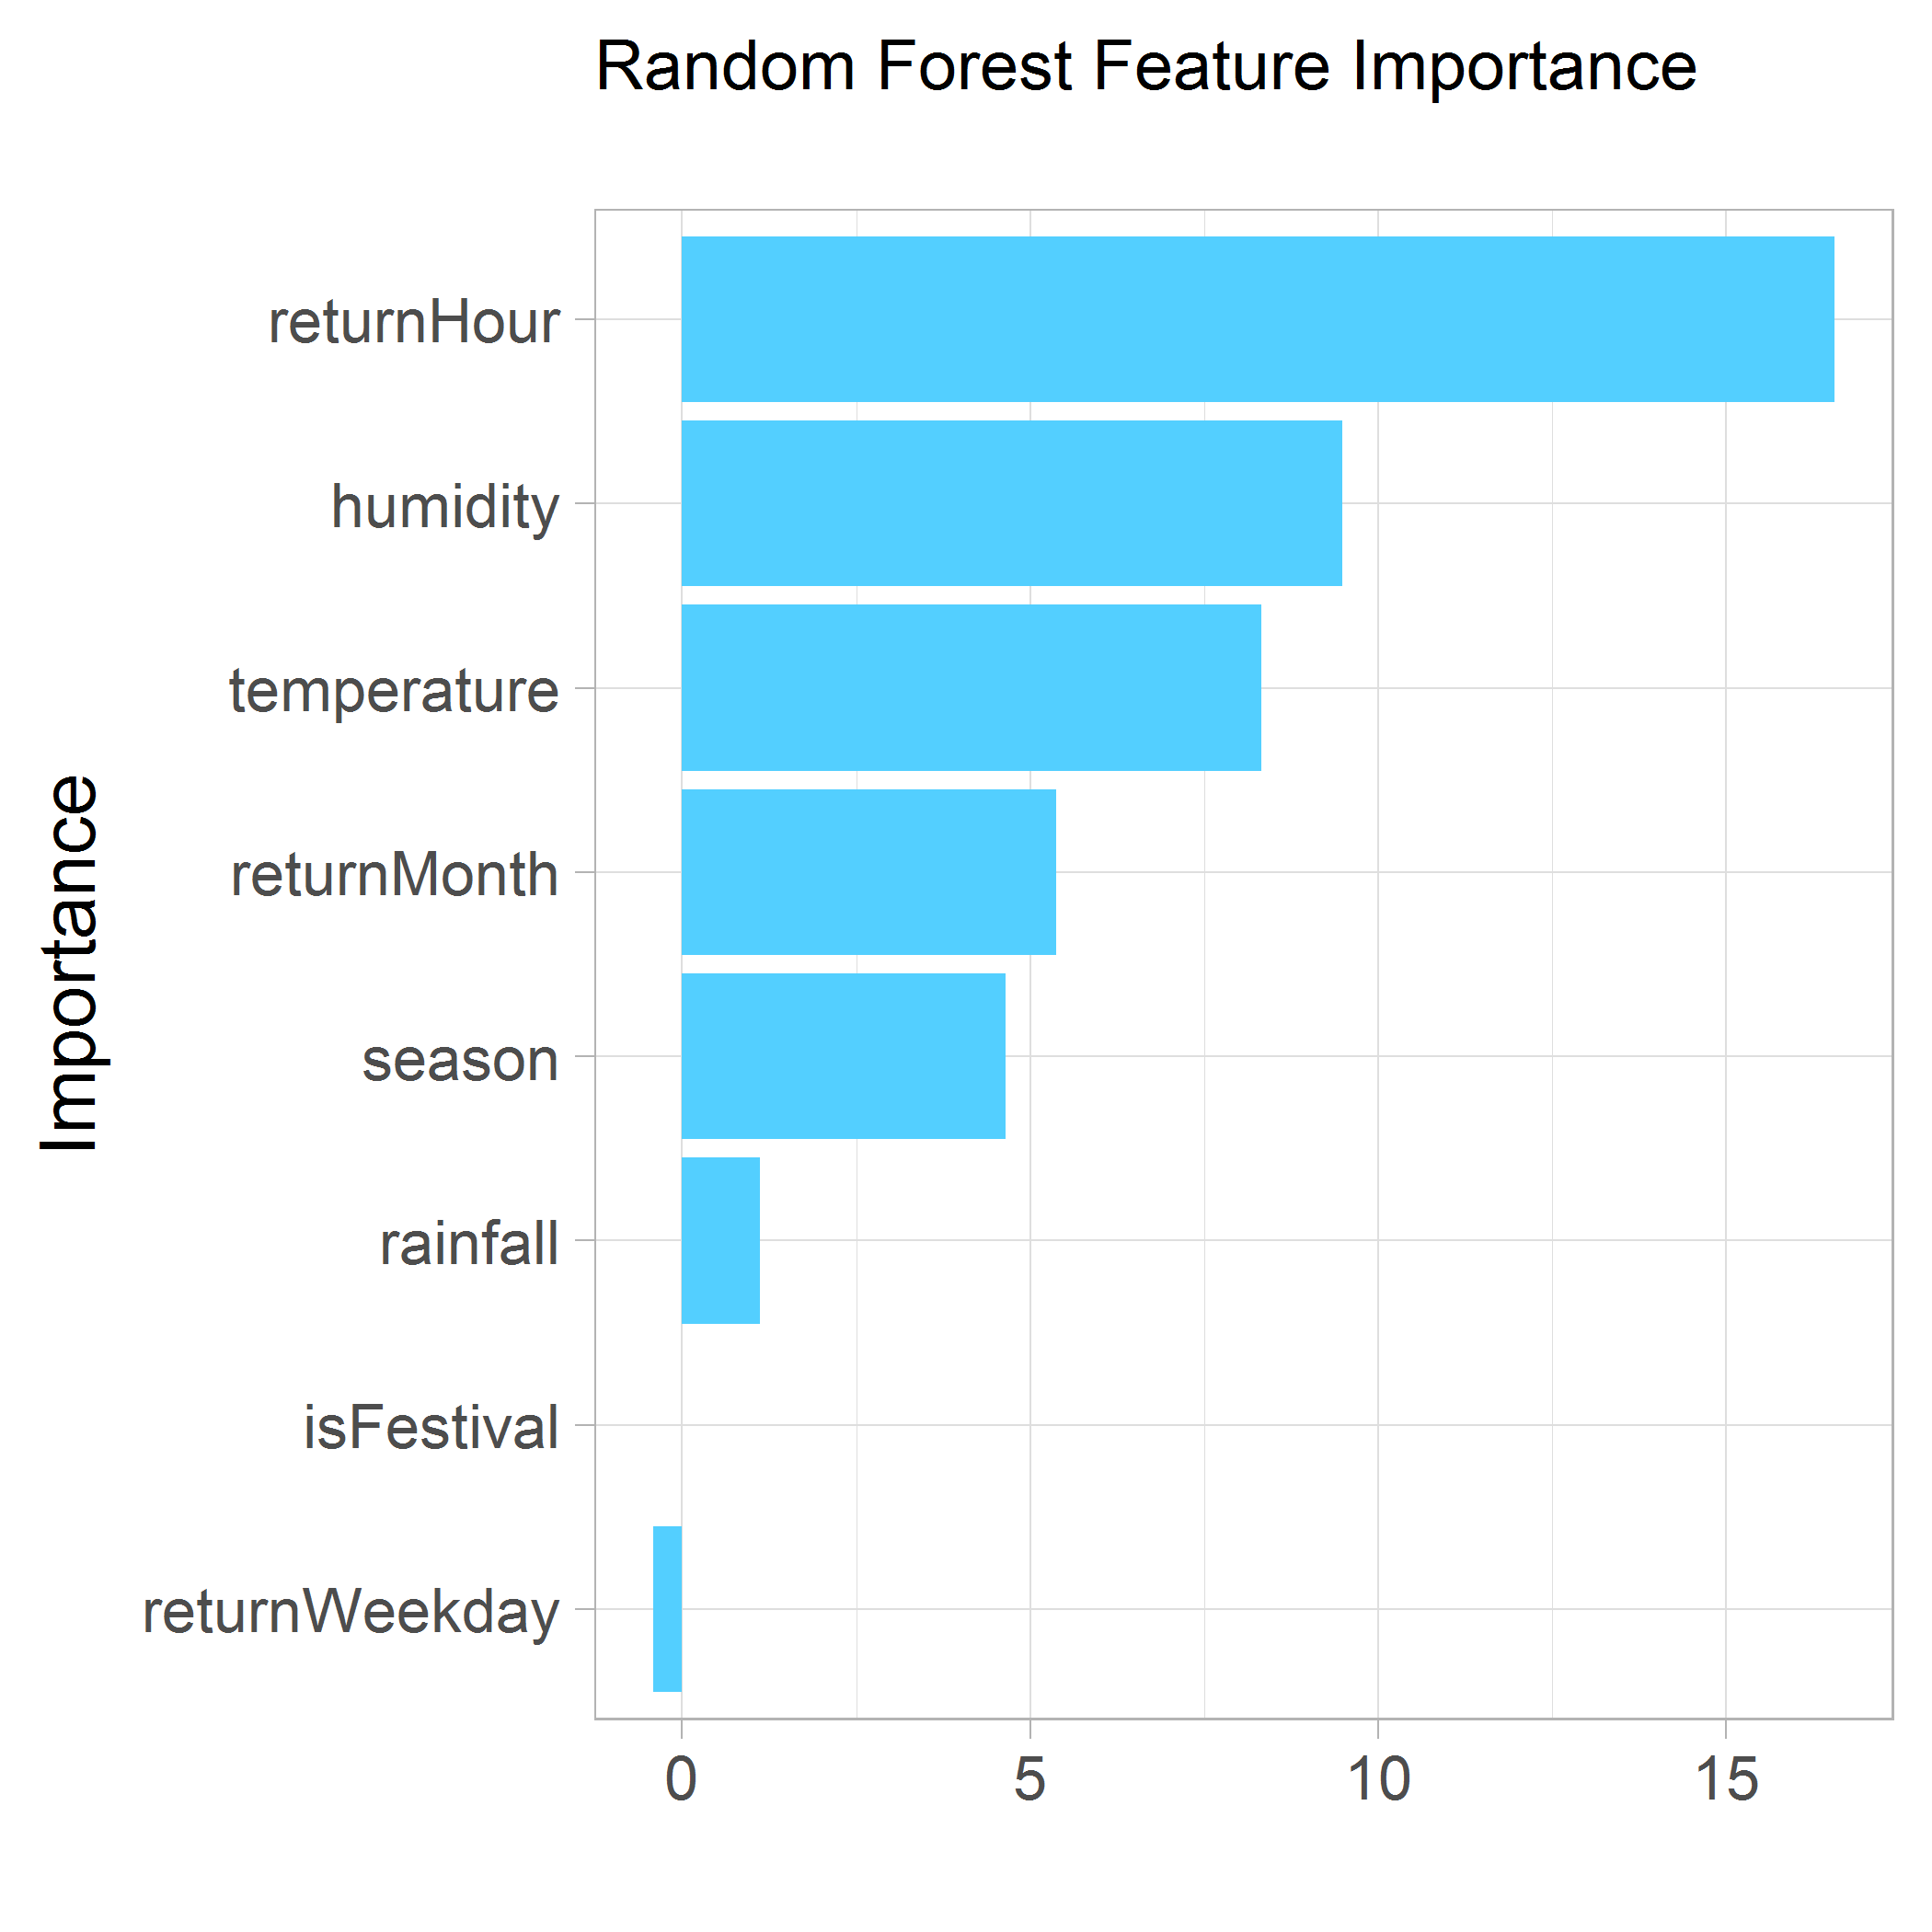 Random Forest Feature Importance
Importance
returnHour
humidity
temperature
returnMonth
season
rainfall
isFestival
returnWeekday
0 5 10 15